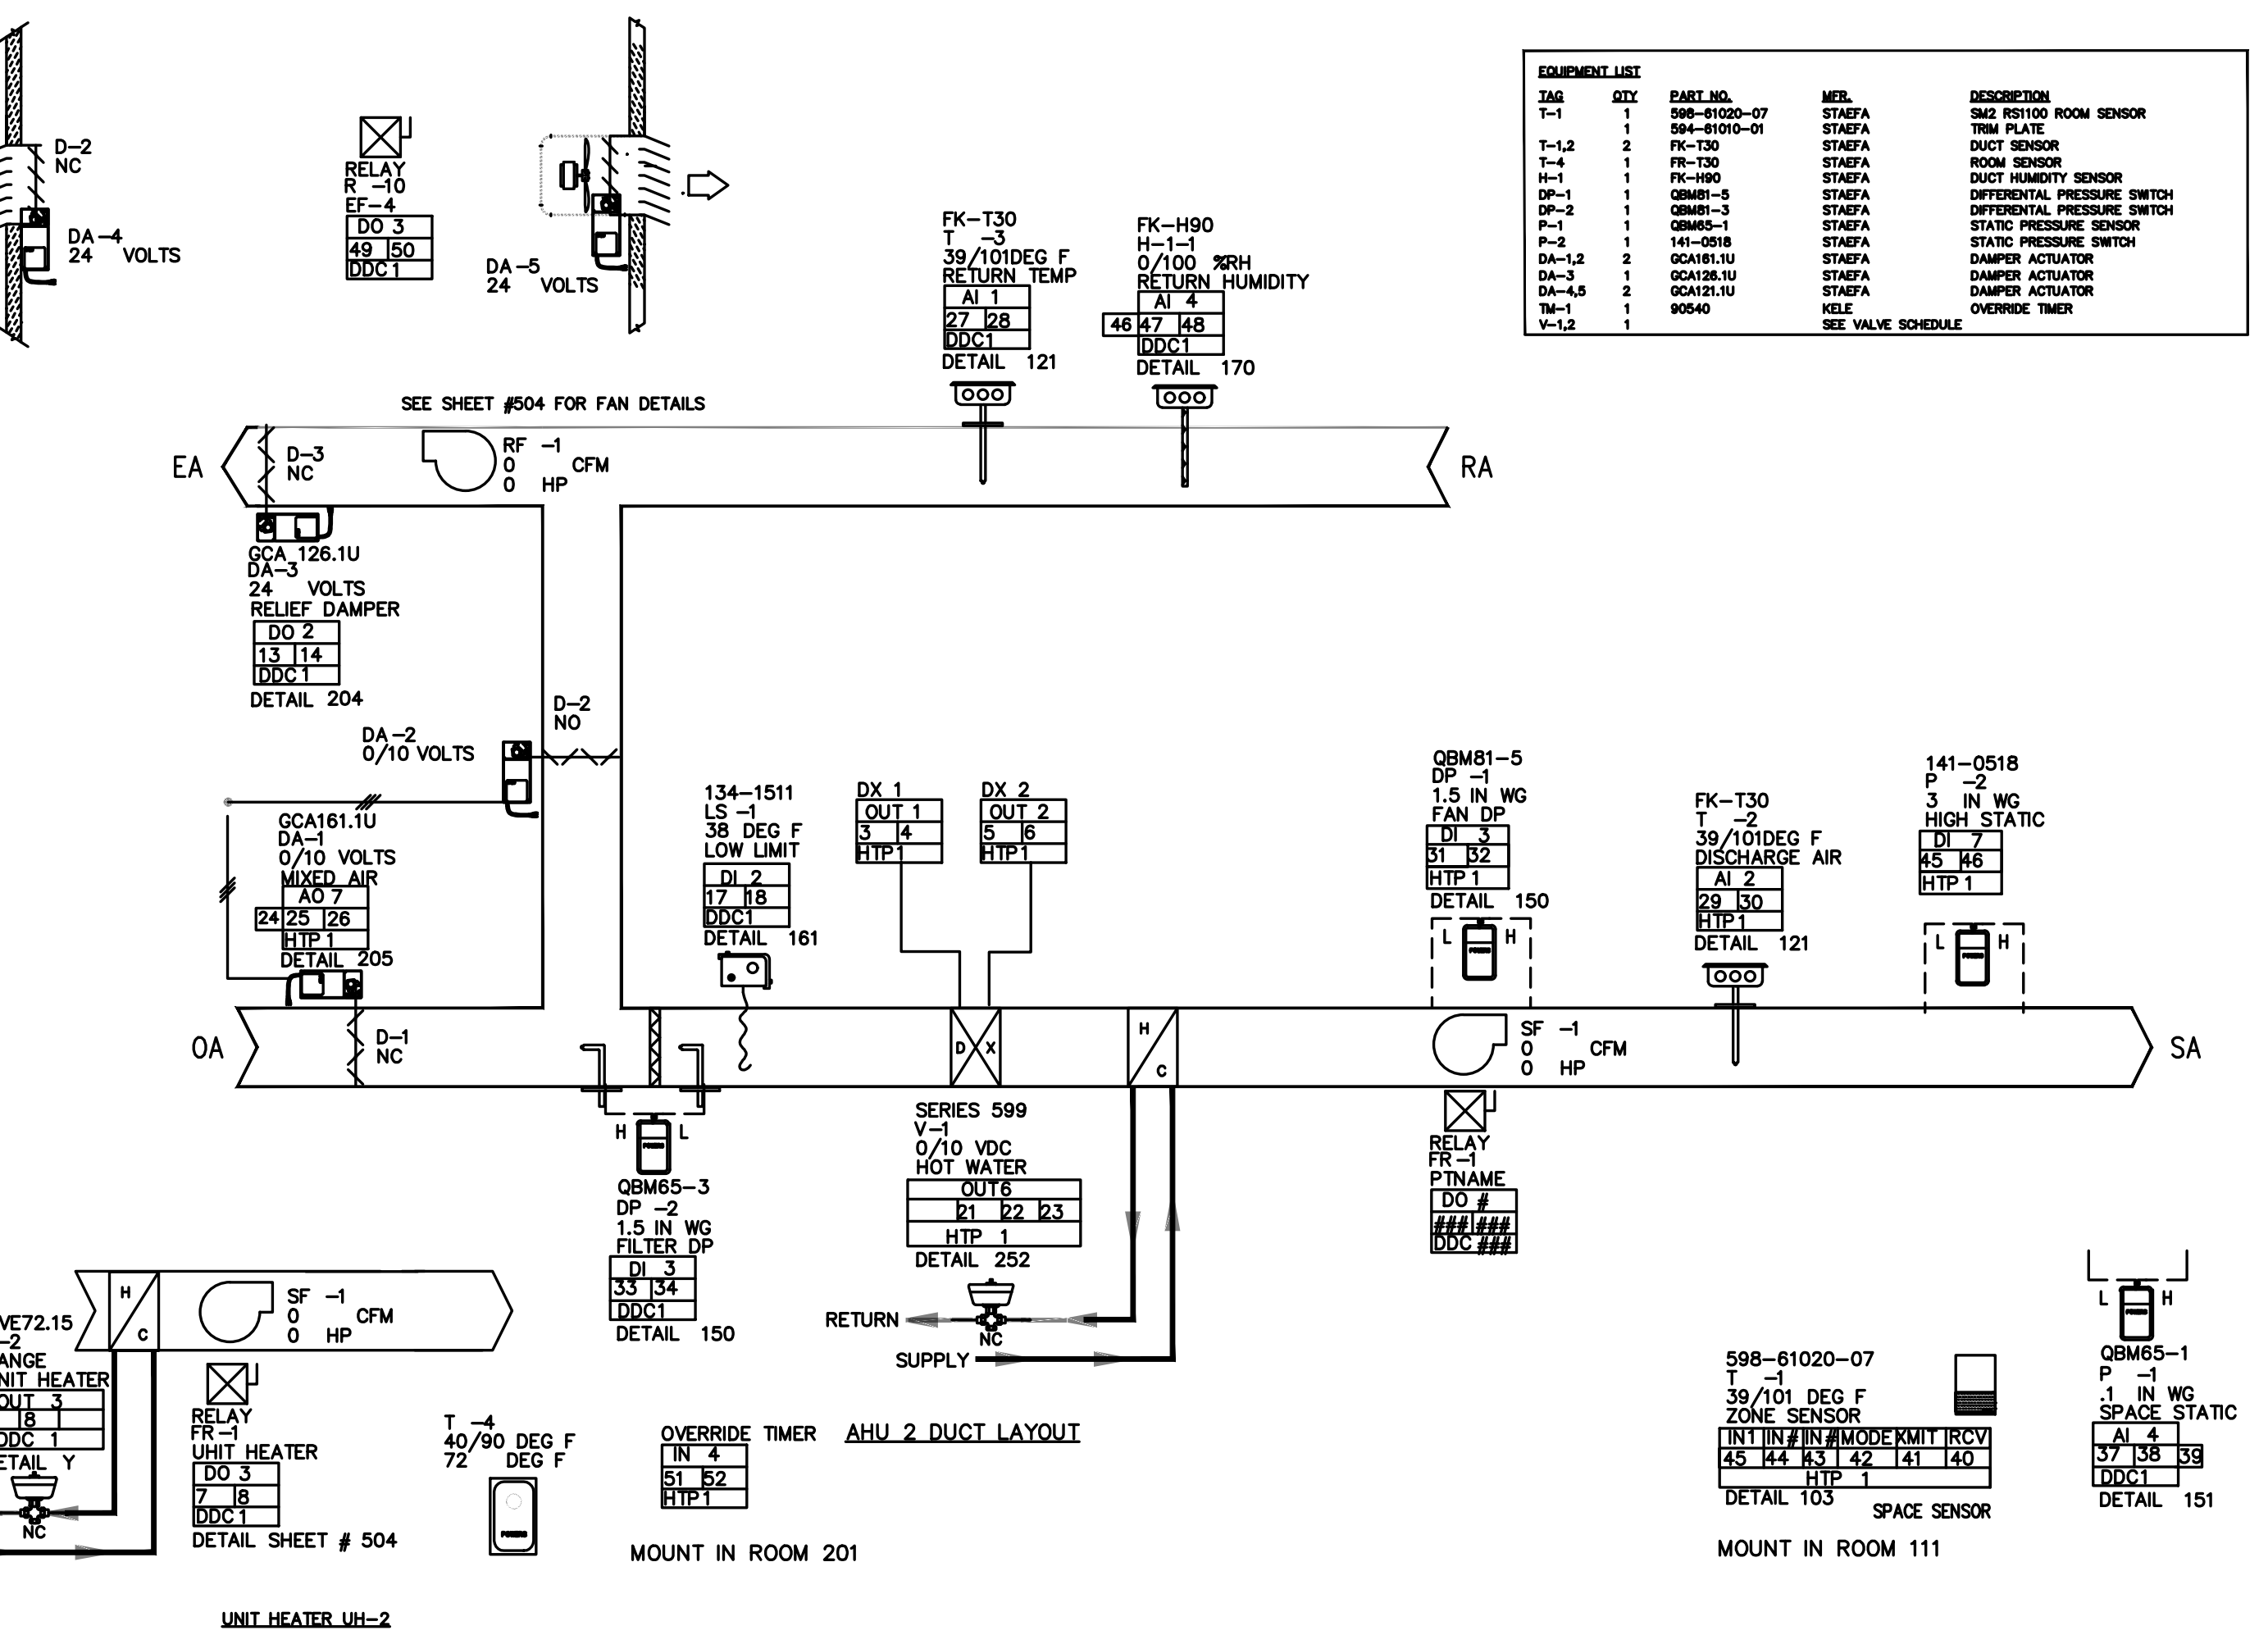 D-2
NC
DA-4
24 VOLTS
RELAY
R -10
EF-4
DO 3
49 50
DDC 1
DA-5
24 VOLTS
FK-T30
T -3
39/101DEG F
RETURN TEMP
AI 1
27 28
DDC1
DETAIL 121
FK-H90
H-1-1
0/100 %RH
RETURN HUMIDITY
AI 4
46 47 48
DDC1
DETAIL 170
EQUIPMENT LIST
TAG QTY PART NO. MFR. DESCRIPTION
T-1 1 598-61020-07 STAEFA SM2 RS1100 ROOM SENSOR
1 594-61010-01 STAEFA TRIM PLATE
T-1,2 2 FK-T30 STAEFA DUCT SENSOR
T-4 1 FR-T30 STAEFA ROOM SENSOR
H-1 1 FK-H90 STAEFA DUCT HUMIDITY SENSOR
DP-1 1 QBM81-5 STAEFA DIFFERENTAL PRESSURE SWITCH
DP-2 1 QBM81-3 STAEFA DIFFERENTAL PRESSURE SWITCH
P-1 1 QBM65-1 STAEFA STATIC PRESSURE SENSOR
P-2 1 141-0518 STAEFA STATIC PRESSURE SWITCH
DA-1,2 2 GCA161.1U STAEFA DAMPER ACTUATOR
DA-3 1 GCA126.1U STAEFA DAMPER ACTUATOR
DA-4,5 2 GCA121.1U STAEFA DAMPER ACTUATOR
TM-1 1 90540 KELE OVERRIDE TIMER
V-1,2 1 SEE VALVE SCHEDULE
SEE SHEET #504 FOR FAN DETAILS
EA
D-3
NC
RF -1
0 CFM
0 HP
RA
GCA 126.1U
DA-3
24 VOLTS
RELIEF DAMPER
DO 2
13 14
DDC 1
DETAIL 204
D-2
NO
DA-2
0/10 VOLTS
GCA161.1U
DA-1
0/10 VOLTS
MIXED AIR
AO 7
24 25 26
HTP 1
DETAIL 205
134-1511
LS -1
38 DEG F
LOW LIMIT
DI 2
17 18
DDC1
DETAIL 161
DX 1
OUT 1
3 4
HTP1
DX 2
OUT 2
5 6
HTP1
QBM81-5
DP -1
1.5 IN WG
FAN DP
DI 3
31 32
HTP 1
DETAIL 150
L H
FK-T30
T -2
39/101DEG F
DISCHARGE AIR
AI 2
29 30
HTP1
DETAIL 121
141-0518
P -2
3 IN WG
HIGH STATIC
DI 7
45 46
HTP 1
L H
OA
D-1
NC
D X
H
C
SF -1
0 CFM
0 HP
SA
H L
QBM65-3
DP -2
1.5 IN WG
FILTER DP
DI 3
33 34
DDC1
DETAIL 150
SERIES 599
V-1
0/10 VDC
HOT WATER
OUT6
21 22 23
HTP 1
DETAIL 252
RETURN
NC
SUPPLY
RELAY
FR-1
PTNAME
DO #
### ###
DDC ###
H
C
SF -1
0 CFM
0 HP
VE72.15
-2
ANGE
NIT HEATER
OUT 3
8
DDC 1
ETAIL Y
NC
RELAY
FR-1
UHIT HEATER
DO 3
7 8
DDC 1
DETAIL SHEET # 504
T -4
40/90 DEG F
72 DEG F
OVERRIDE TIMER
IN 4
51 52
HTP1
MOUNT IN ROOM 201
AHU 2 DUCT LAYOUT
598-61020-07
T -1
39/101 DEG F
ZONE SENSOR
IN1 IN# IN# MODE XMIT RCV
45 44 43 42 41 40
HTP 1
DETAIL 103
SPACE SENSOR
MOUNT IN ROOM 111
L H
QBM65-1
P -1
.1 IN WG
SPACE STATIC
AI 4
37 38 39
DDC1
DETAIL 151
UNIT HEATER UH-2